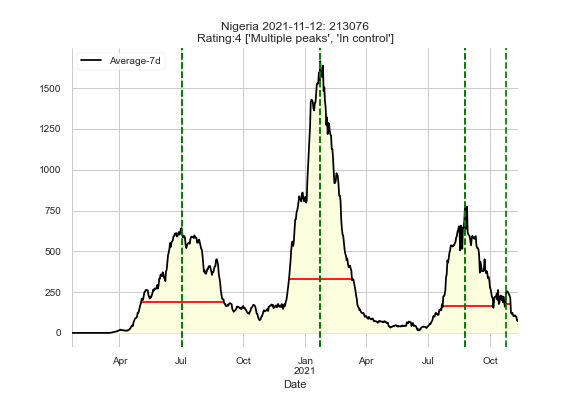 Nigeria 2021-11-12: 213076
Rating:4 ['Multiple peaks', 'In control']
Average-7d
1500
1250
1000
750
500
250
0
Apr Jul Oct Jan Apr Jul Oct
2021
Date